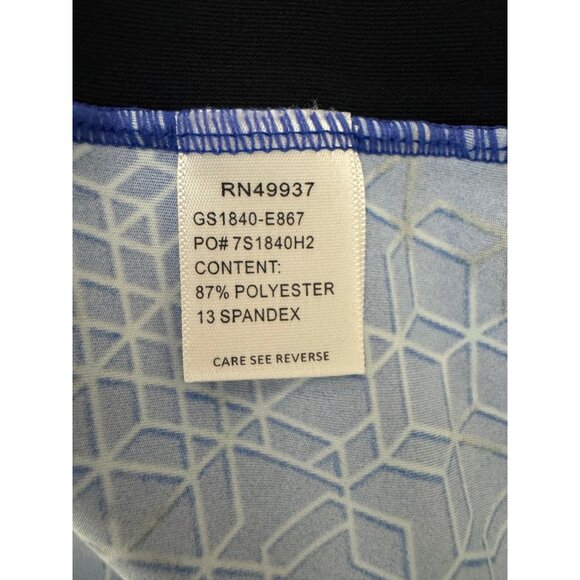 RN49937
GS1840-E867
PO# 7S1840H2
CONTENT:
87% POLYESTER
13 SPANDEX
CARE SEE REVERSE